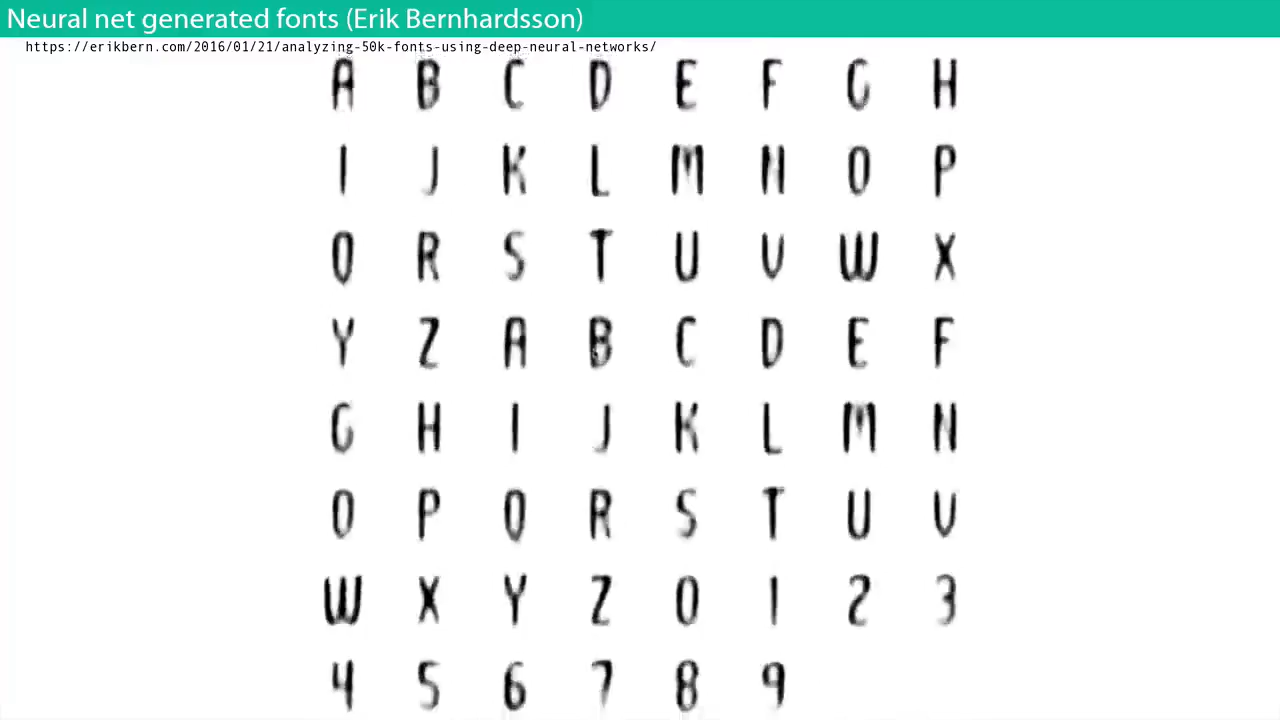 Neural net generated fonts (Erik Bernhardsson)
https://erikbern.com/2016/01/21/analyzing-50k-fonts-using-deep-neural-networks/
A B C D E F G H
I J K L M N O P
Q R S T U V W X
Y Z A B C D E F
G H I J K L M N
O P Q R S T U V
W X Y Z 0 1 2 3
4 5 6 7 8 9